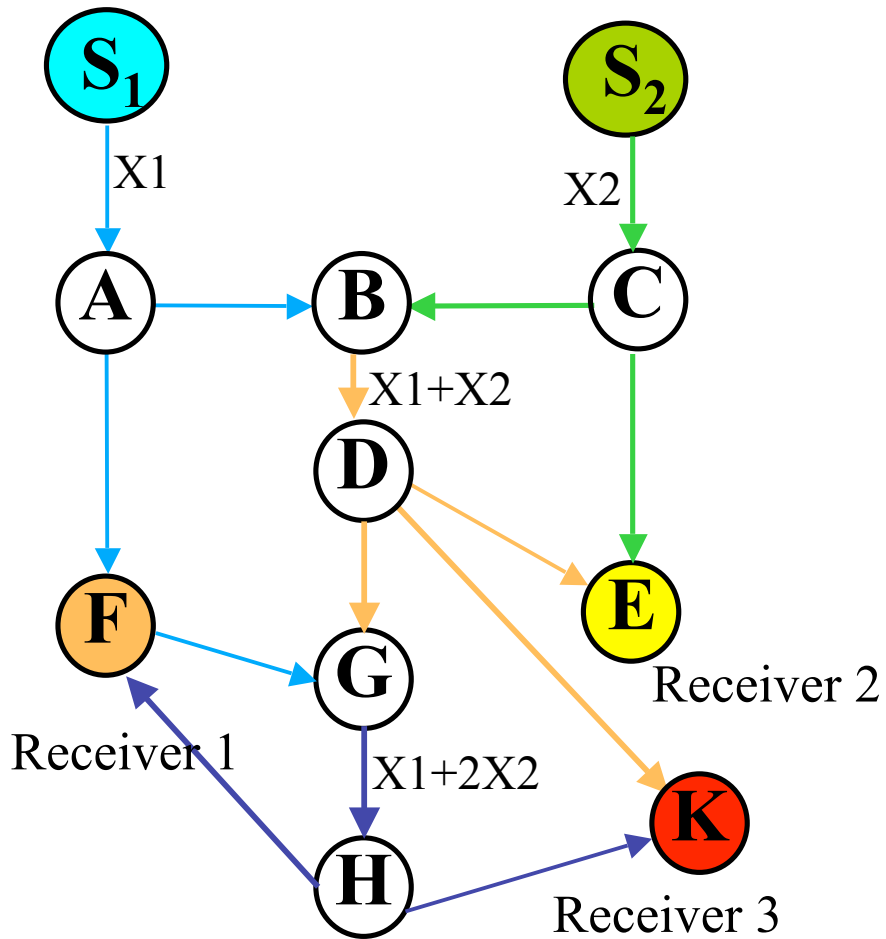 S1
S2
X1
X2
A
B
C
X1+X2
D
F
E
G
Receiver 2
Receiver 1
X1+2X2
K
H
Receiver 3